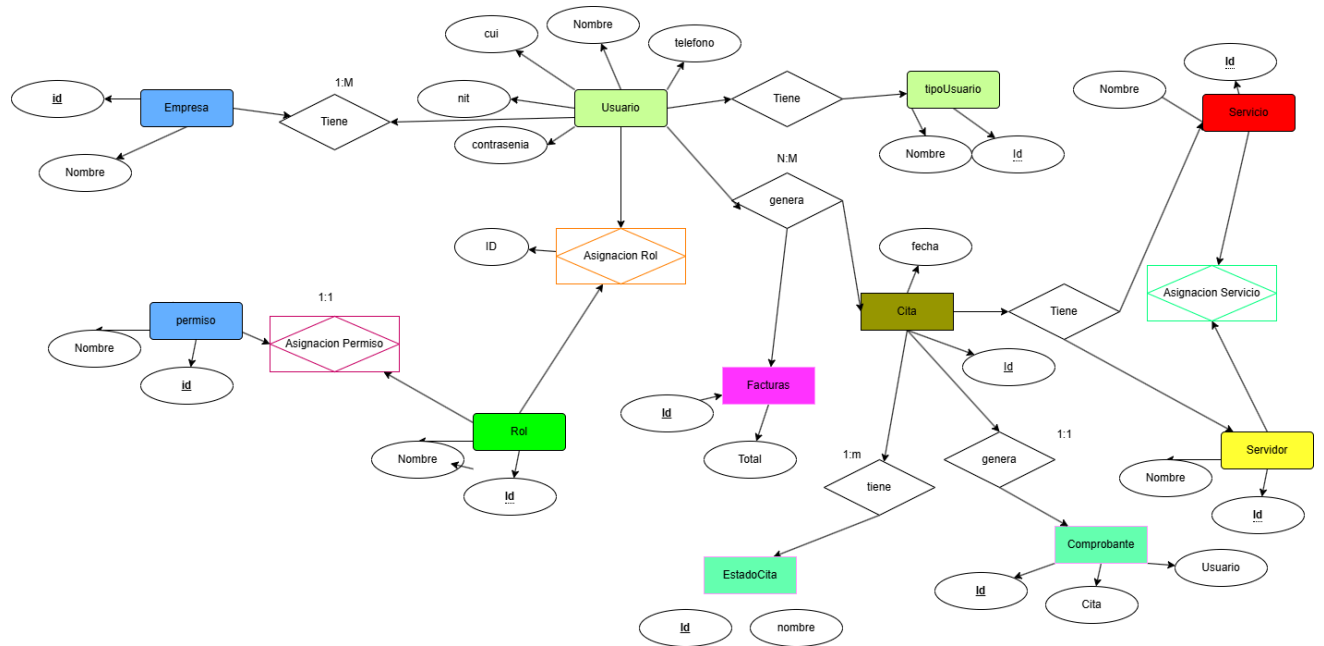 Nombre
cui
telefono
Id
1:M
id
Empresa
nit
Usuario
Tiene
tipoUsuario
Nombre
Servicio
Tiene
contrasenia
Nombre
Id
Nombre
N:M
genera
ID
Asignacion Rol
fecha
Asignacion Servicio
1:1
permiso
Nombre
Asignacion Permiso
Cita
Tiene
id
Id
Facturas
Id
Rol
Nombre
Total
Id
1:m
tiene
1:1
genera
Servidor
Nombre
Id
Comprobante
EstadoCita
Id
Cita
Usuario
Id
nombre